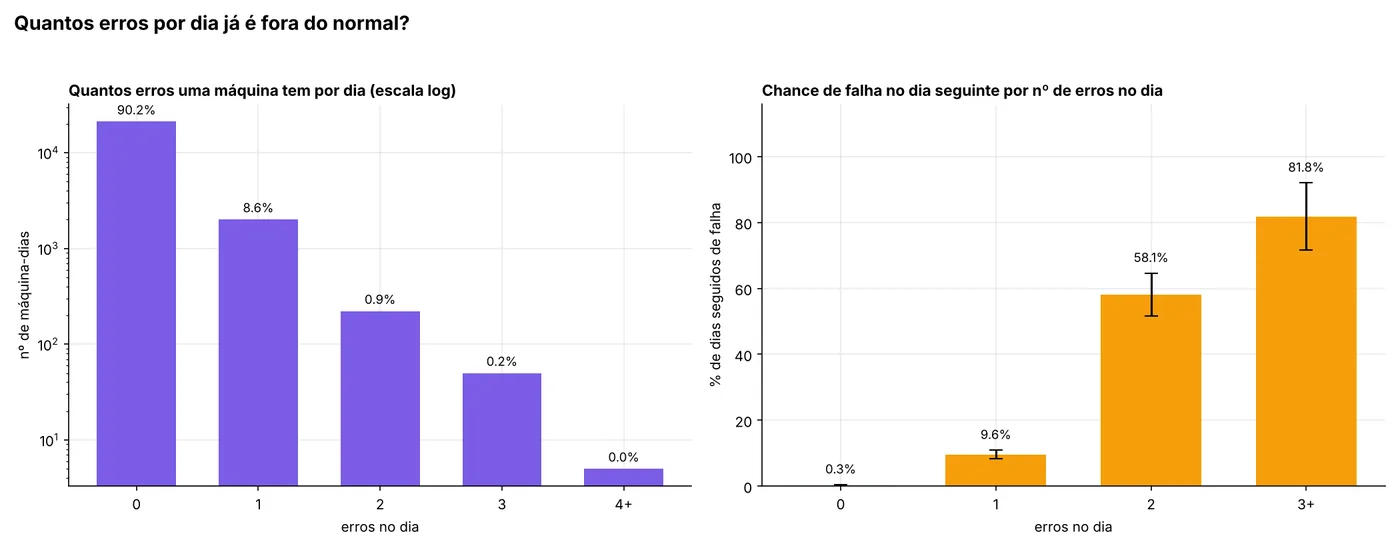 Quantos erros por dia já é fora do normal?
Quantos erros uma máquina tem por dia (escala log)
90.2%
8.6%
0.9%
0.2%
0.0%
10⁴
10³
10²
10¹
nº de máquina-dias
0 1 2 3 4+
erros no dia
Chance de falha no dia seguinte por nº de erros no dia
0.3%
9.6%
58.1%
81.8%
100
80
60
40
20
0
% de dias seguidos de falha
0 1 2 3+
erros no dia